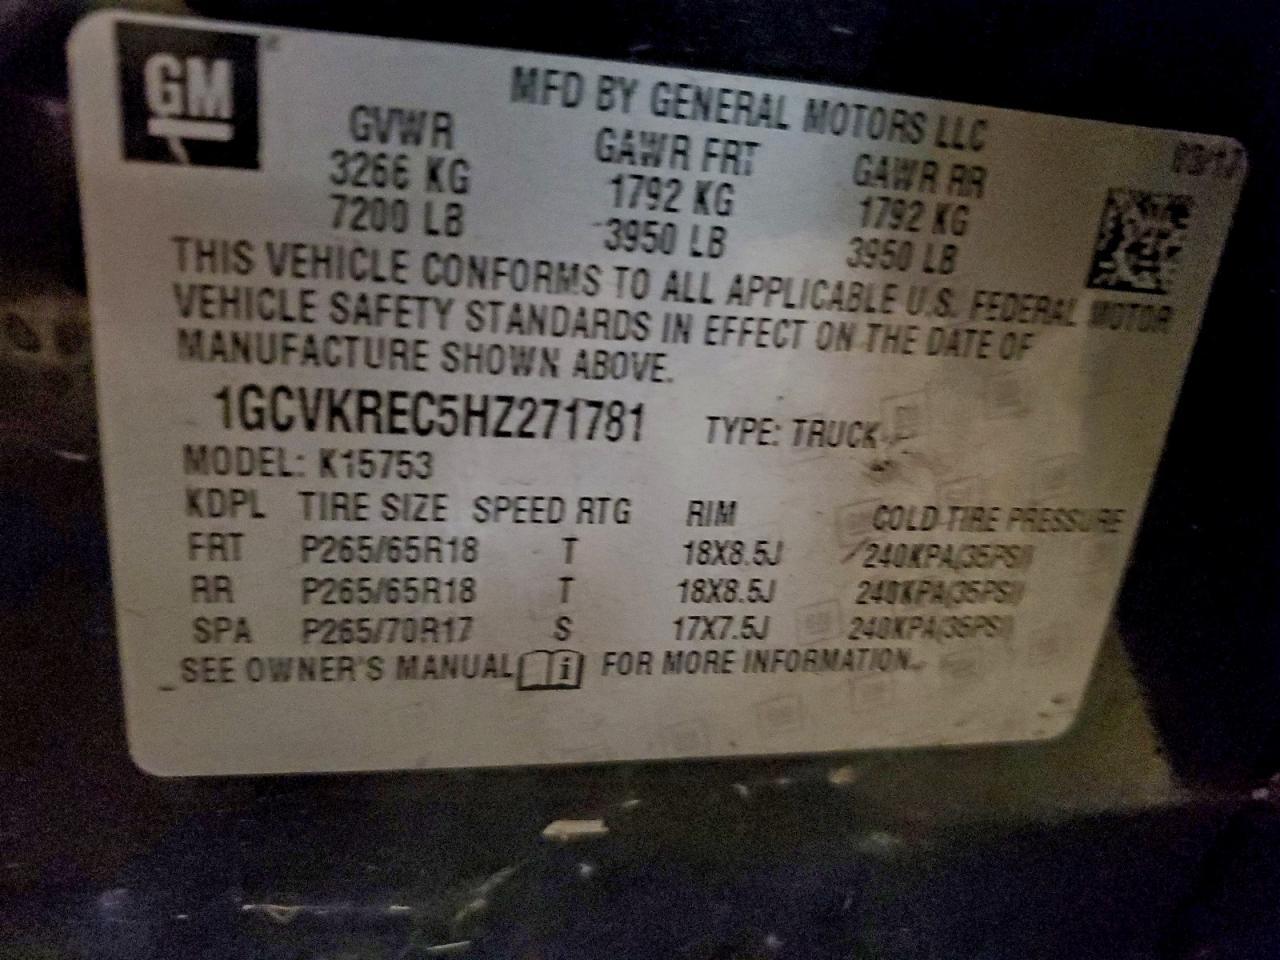 GM
MFD BY GENERAL MOTORS LLC
03/17
GVWR GAWR FRT GAWR RR
3266 KG 1792 KG 1792 KG
7200 LB 3950 LB 3950 LB
THIS VEHICLE CONFORMS TO ALL APPLICABLE U.S. FEDERAL MOTOR
VEHICLE SAFETY STANDARDS IN EFFECT ON THE DATE OF
MANUFACTURE SHOWN ABOVE.
1GCVKREC5HZ271781 TYPE: TRUCK
MODEL: K15753
KDPL TIRE SIZE SPEED RTG RIM COLD TIRE PRESSURE
FRT P265/65R18 T 18X8.5J 240KPA(35PSI)
RR P265/65R18 T 18X8.5J 240KPA(35PSI)
SPA P265/70R17 S 17X7.5J 240KPA(35PSI)
SEE OWNER'S MANUAL i FOR MORE INFORMATION.